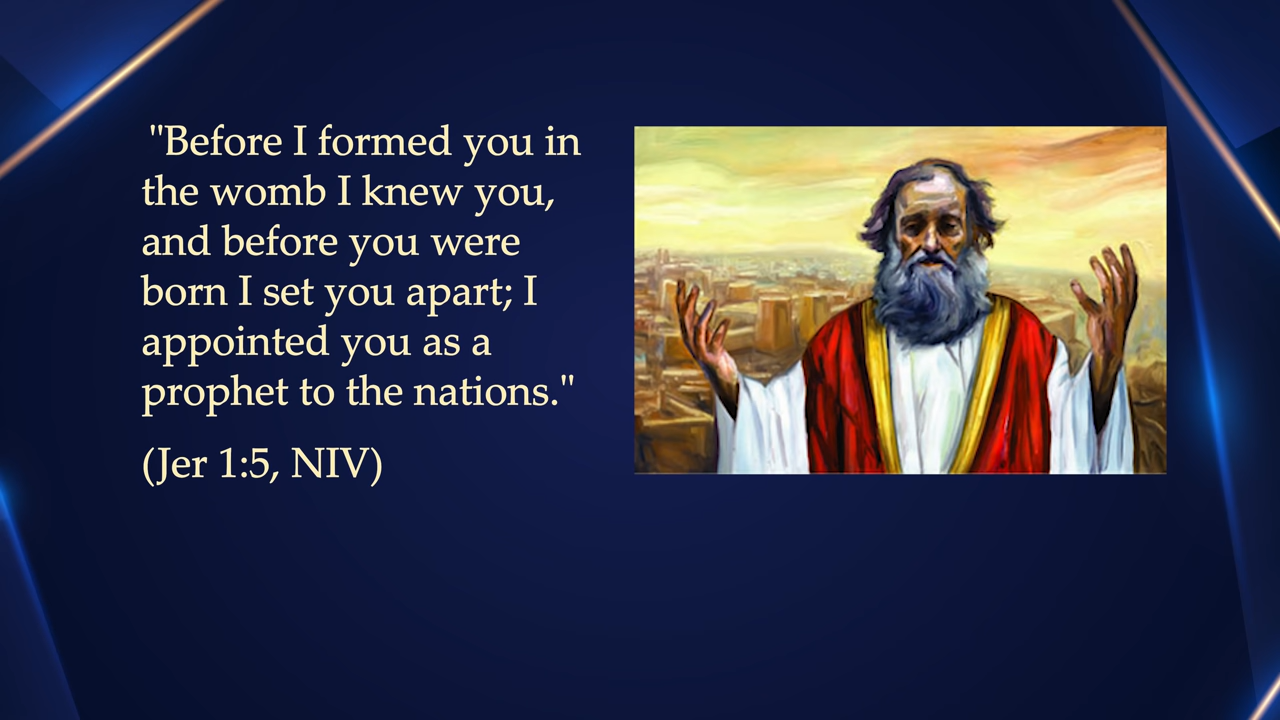 "Before I formed you in
the womb I knew you,
and before you were
born I set you apart; I
appointed you as a
prophet to the nations."
(Jer 1:5, NIV)